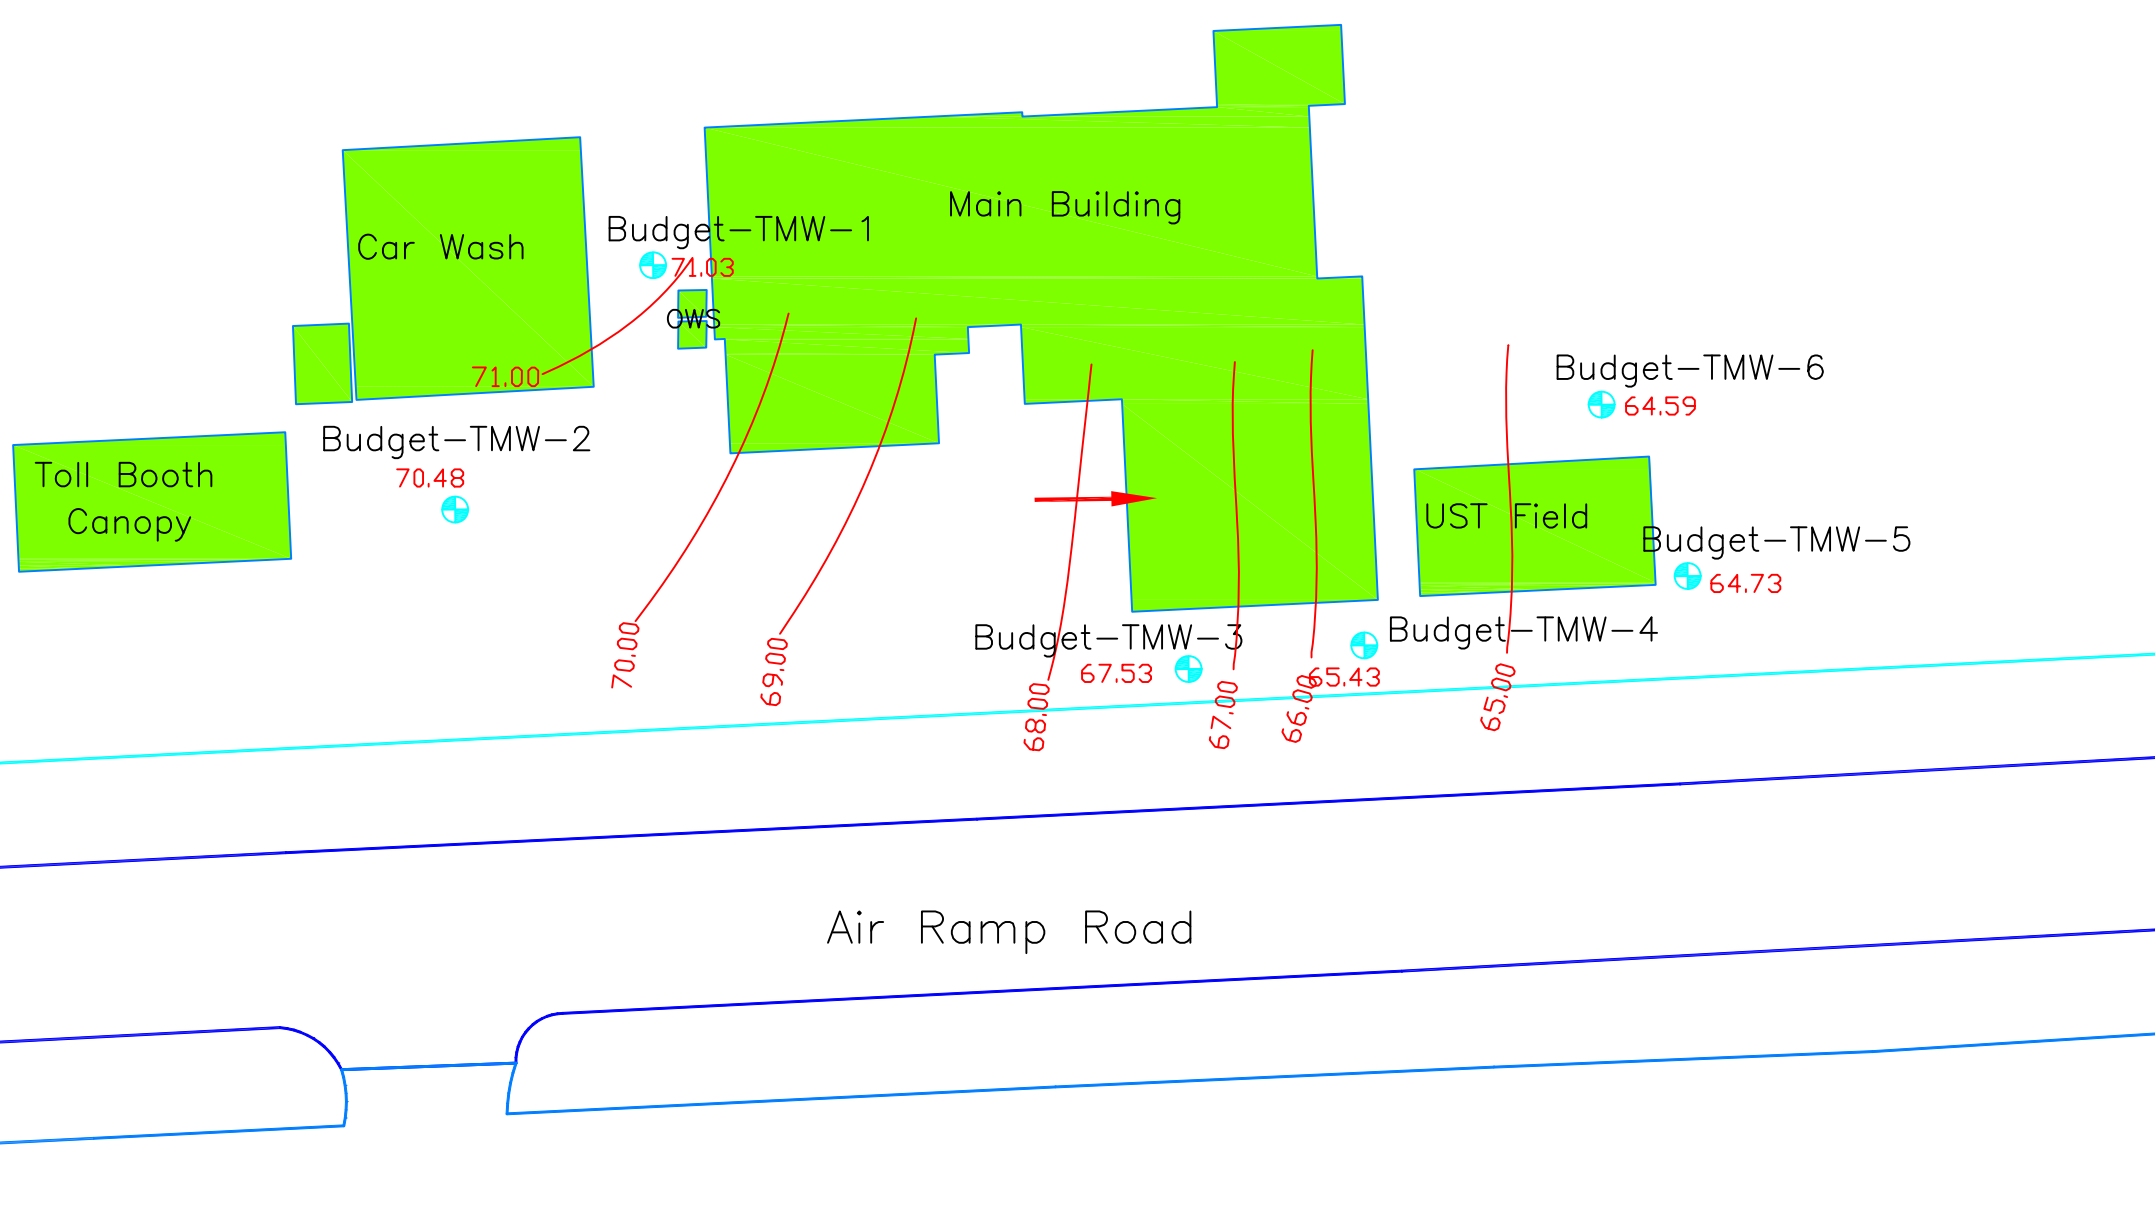 Main Building
Budget-TMW-1
71.03
Car Wash
OWS
71.00
Budget-TMW-6
64.59
Budget-TMW-2
70.48
Toll Booth
Canopy
UST Field
Budget-TMW-5
64.73
Budget-TMW-3
67.53
Budget-TMW-4
65.43
70.00
69.00
68.00
67.00
66.00
65.00
Air Ramp Road